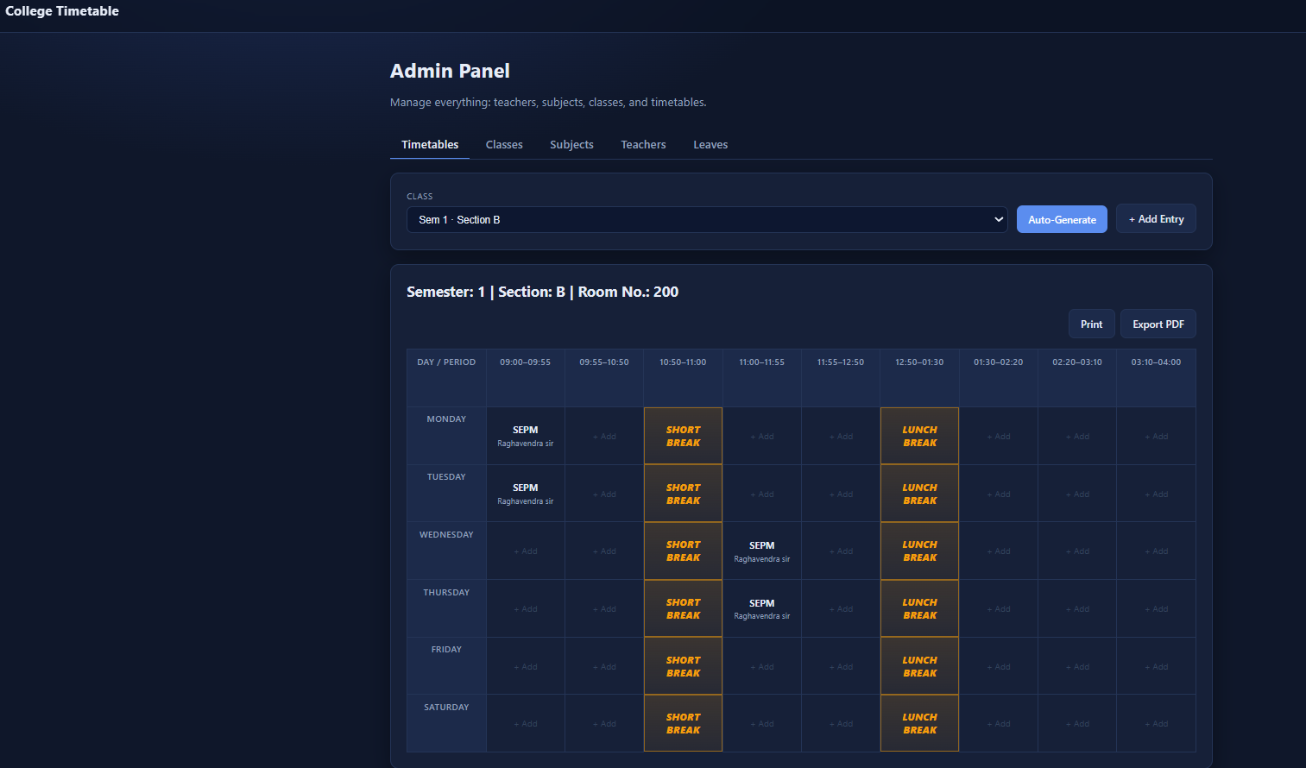 College Timetable
Admin Panel
Manage everything: teachers, subjects, classes, and timetables.
Timetables Classes Subjects Teachers Leaves
CLASS
Sem 1 · Section B
Auto-Generate
+ Add Entry
Semester: 1 | Section: B | Room No.: 200
Print Export PDF
DAY / PERIOD 09:00–09:55 09:55–10:50 10:50–11:00 11:00–11:55 11:55–12:50 12:50–01:30 01:30–02:20 02:20–03:10 03:10–04:00
MONDAY
SEPM
Raghavendra sir
+ Add
SHORT
BREAK
+ Add
+ Add
LUNCH
BREAK
+ Add
+ Add
+ Add
TUESDAY
SEPM
Raghavendra sir
+ Add
SHORT
BREAK
+ Add
+ Add
LUNCH
BREAK
+ Add
+ Add
+ Add
WEDNESDAY
+ Add
+ Add
SHORT
BREAK
SEPM
Raghavendra sir
+ Add
LUNCH
BREAK
+ Add
+ Add
+ Add
THURSDAY
+ Add
+ Add
SHORT
BREAK
SEPM
Raghavendra sir
+ Add
LUNCH
BREAK
+ Add
+ Add
+ Add
FRIDAY
+ Add
+ Add
SHORT
BREAK
+ Add
+ Add
LUNCH
BREAK
+ Add
+ Add
+ Add
SATURDAY
+ Add
+ Add
SHORT
BREAK
+ Add
+ Add
LUNCH
BREAK
+ Add
+ Add
+ Add